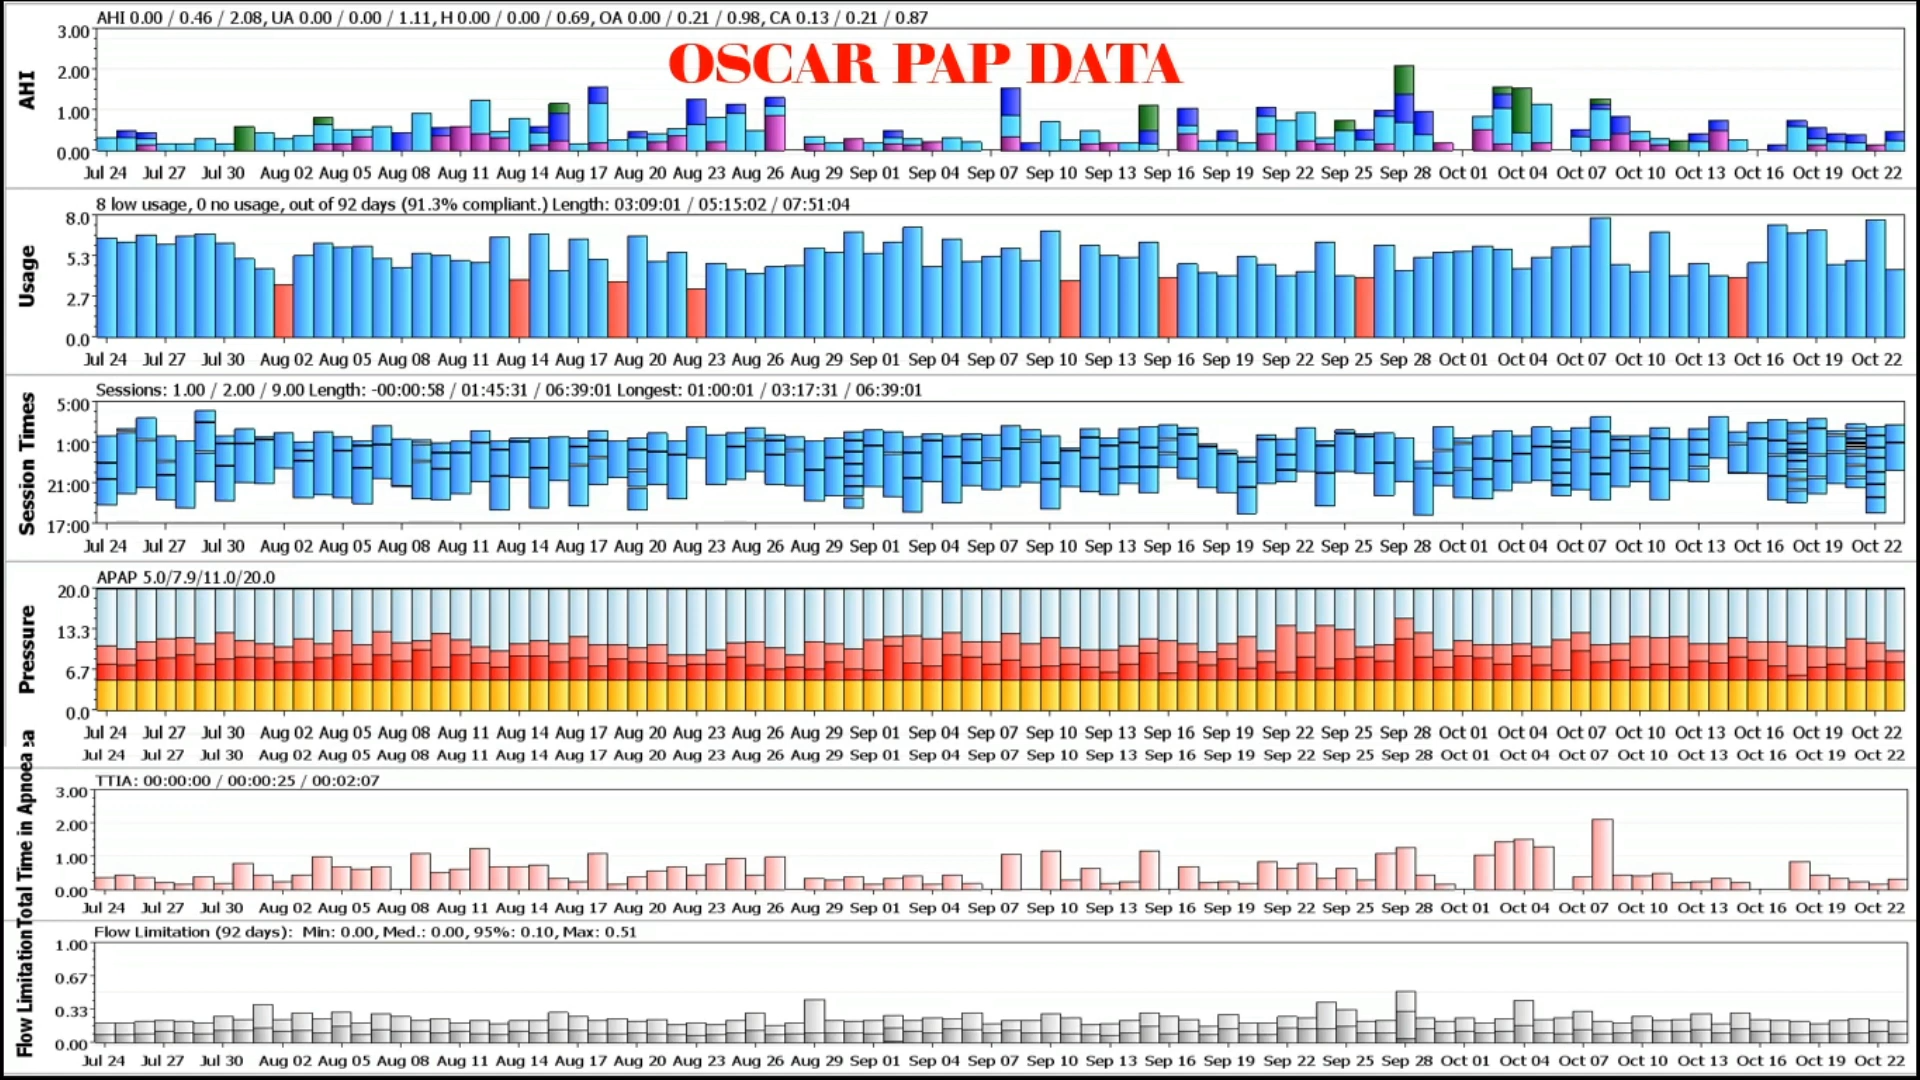 AHI 0.00 / 0.46 / 2.08, UA 0.00 / 0.00 / 1.11, H 0.00 / 0.00 / 0.69, OA 0.00 / 0.21 / 0.98, CA 0.13 / 0.21 / 0.87
OSCAR PAP DATA
AHI
3.00
2.00
1.00
0.00
Jul 24 Jul 27 Jul 30 Aug 02 Aug 05 Aug 08 Aug 11 Aug 14 Aug 17 Aug 20 Aug 23 Aug 26 Aug 29 Sep 01 Sep 04 Sep 07 Sep 10 Sep 13 Sep 16 Sep 19 Sep 22 Sep 25 Sep 28 Oct 01 Oct 04 Oct 07 Oct 10 Oct 13 Oct 16 Oct 19 Oct 22
8 low usage, 0 no usage, out of 92 days (91.3% compliant.) Length: 03:09:01 / 05:15:02 / 07:51:04
Usage
8.0
5.3
2.7
0.0
Jul 24 Jul 27 Jul 30 Aug 02 Aug 05 Aug 08 Aug 11 Aug 14 Aug 17 Aug 20 Aug 23 Aug 26 Aug 29 Sep 01 Sep 04 Sep 07 Sep 10 Sep 13 Sep 16 Sep 19 Sep 22 Sep 25 Sep 28 Oct 01 Oct 04 Oct 07 Oct 10 Oct 13 Oct 16 Oct 19 Oct 22
Sessions: 1.00 / 2.00 / 9.00 Length: -00:00:58 / 01:45:31 / 06:39:01 Longest: 01:00:01 / 03:17:31 / 06:39:01
Session Times
5:00
1:00
21:00
17:00
Jul 24 Jul 27 Jul 30 Aug 02 Aug 05 Aug 08 Aug 11 Aug 14 Aug 17 Aug 20 Aug 23 Aug 26 Aug 29 Sep 01 Sep 04 Sep 07 Sep 10 Sep 13 Sep 16 Sep 19 Sep 22 Sep 25 Sep 28 Oct 01 Oct 04 Oct 07 Oct 10 Oct 13 Oct 16 Oct 19 Oct 22
APAP 5.0/7.9/11.0/20.0
Pressure
20.0
13.3
6.7
0.0
Jul 24 Jul 27 Jul 30 Aug 02 Aug 05 Aug 08 Aug 11 Aug 14 Aug 17 Aug 20 Aug 23 Aug 26 Aug 29 Sep 01 Sep 04 Sep 07 Sep 10 Sep 13 Sep 16 Sep 19 Sep 22 Sep 25 Sep 28 Oct 01 Oct 04 Oct 07 Oct 10 Oct 13 Oct 16 Oct 19 Oct 22
Jul 24 Jul 27 Jul 30 Aug 02 Aug 05 Aug 08 Aug 11 Aug 14 Aug 17 Aug 20 Aug 23 Aug 26 Aug 29 Sep 01 Sep 04 Sep 07 Sep 10 Sep 13 Sep 16 Sep 19 Sep 22 Sep 25 Sep 28 Oct 01 Oct 04 Oct 07 Oct 10 Oct 13 Oct 16 Oct 19 Oct 22
TTIA: 00:00:00 / 00:00:25 / 00:02:07
Total Time in Apnoea
3.00
2.00
1.00
0.00
Jul 24 Jul 27 Jul 30 Aug 02 Aug 05 Aug 08 Aug 11 Aug 14 Aug 17 Aug 20 Aug 23 Aug 26 Aug 29 Sep 01 Sep 04 Sep 07 Sep 10 Sep 13 Sep 16 Sep 19 Sep 22 Sep 25 Sep 28 Oct 01 Oct 04 Oct 07 Oct 10 Oct 13 Oct 16 Oct 19 Oct 22
Flow Limitation (92 days): Min: 0.00, Med.: 0.00, 95%: 0.10, Max: 0.51
Flow Limitation
1.00
0.67
0.33
0.00
Jul 24 Jul 27 Jul 30 Aug 02 Aug 05 Aug 08 Aug 11 Aug 14 Aug 17 Aug 20 Aug 23 Aug 26 Aug 29 Sep 01 Sep 04 Sep 07 Sep 10 Sep 13 Sep 16 Sep 19 Sep 22 Sep 25 Sep 28 Oct 01 Oct 04 Oct 07 Oct 10 Oct 13 Oct 16 Oct 19 Oct 22